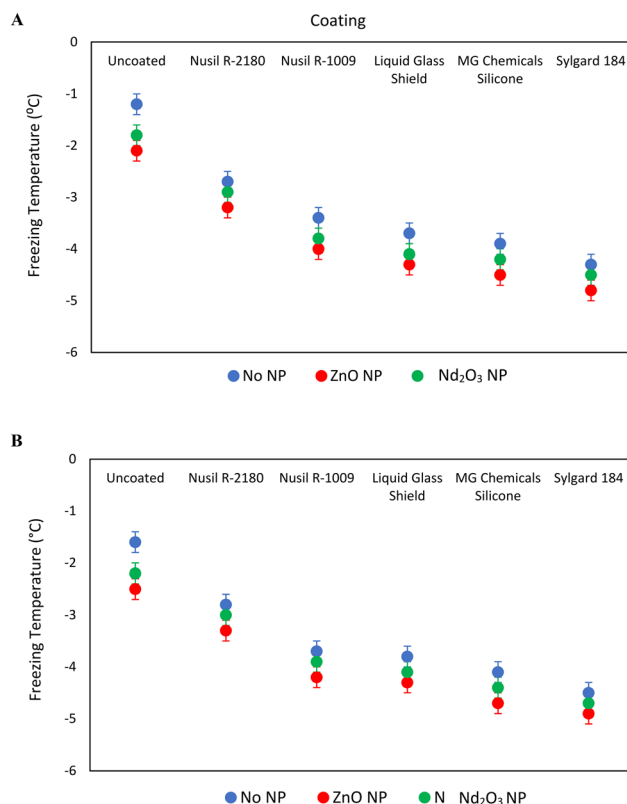 A
Coating
0
Uncoated Nusil R-2180 Nusil R-1009 Liquid Glass Shield MG Chemicals Silicone Sylgard 184
-1
-2
-3
-4
-5
-6
Freezing Temperature (⁰C)
No NP ZnO NP Nd₂O₃ NP
B
0
Uncoated Nusil R-2180 Nusil R-1009 Liquid Glass Shield MG Chemicals Silicone Sylgard 184
-1
-2
-3
-4
-5
-6
Freezing Temperature (°C)
No NP ZnO NP N Nd₂O₃ NP